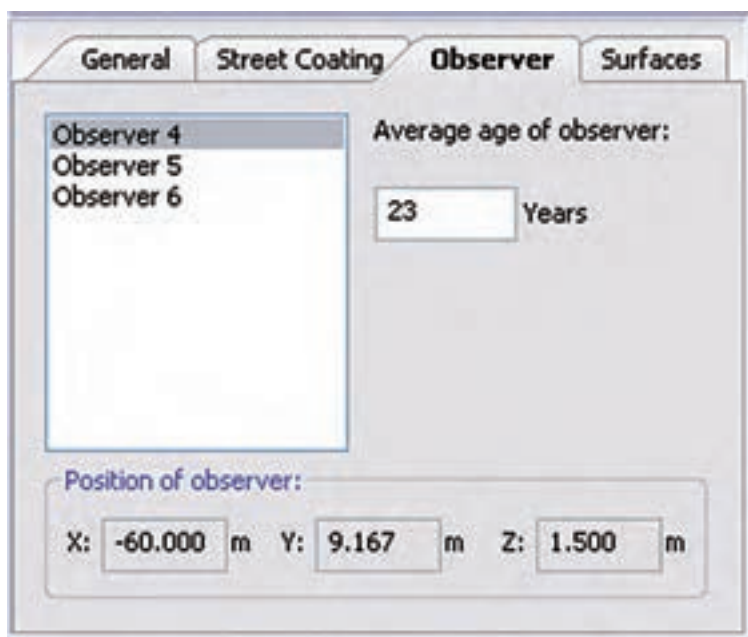 General Street Coating Observer Surfaces
Observer 4
Observer 5
Observer 6
Average age of observer:
23 Years
Position of observer:
X: -60.000 m Y: 9.167 m Z: 1.500 m